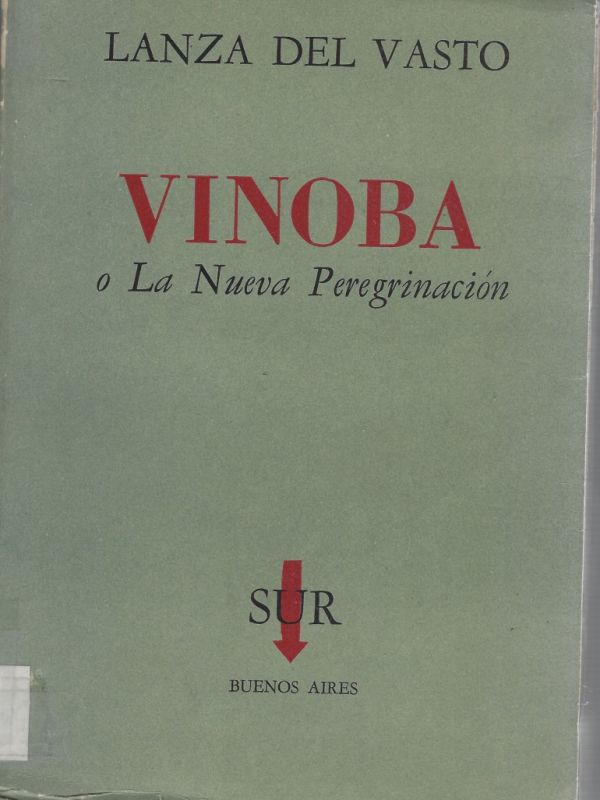 LANZA DEL VASTO
VINOBA
o La Nueva Peregrinación
SUR
BUENOS AIRES